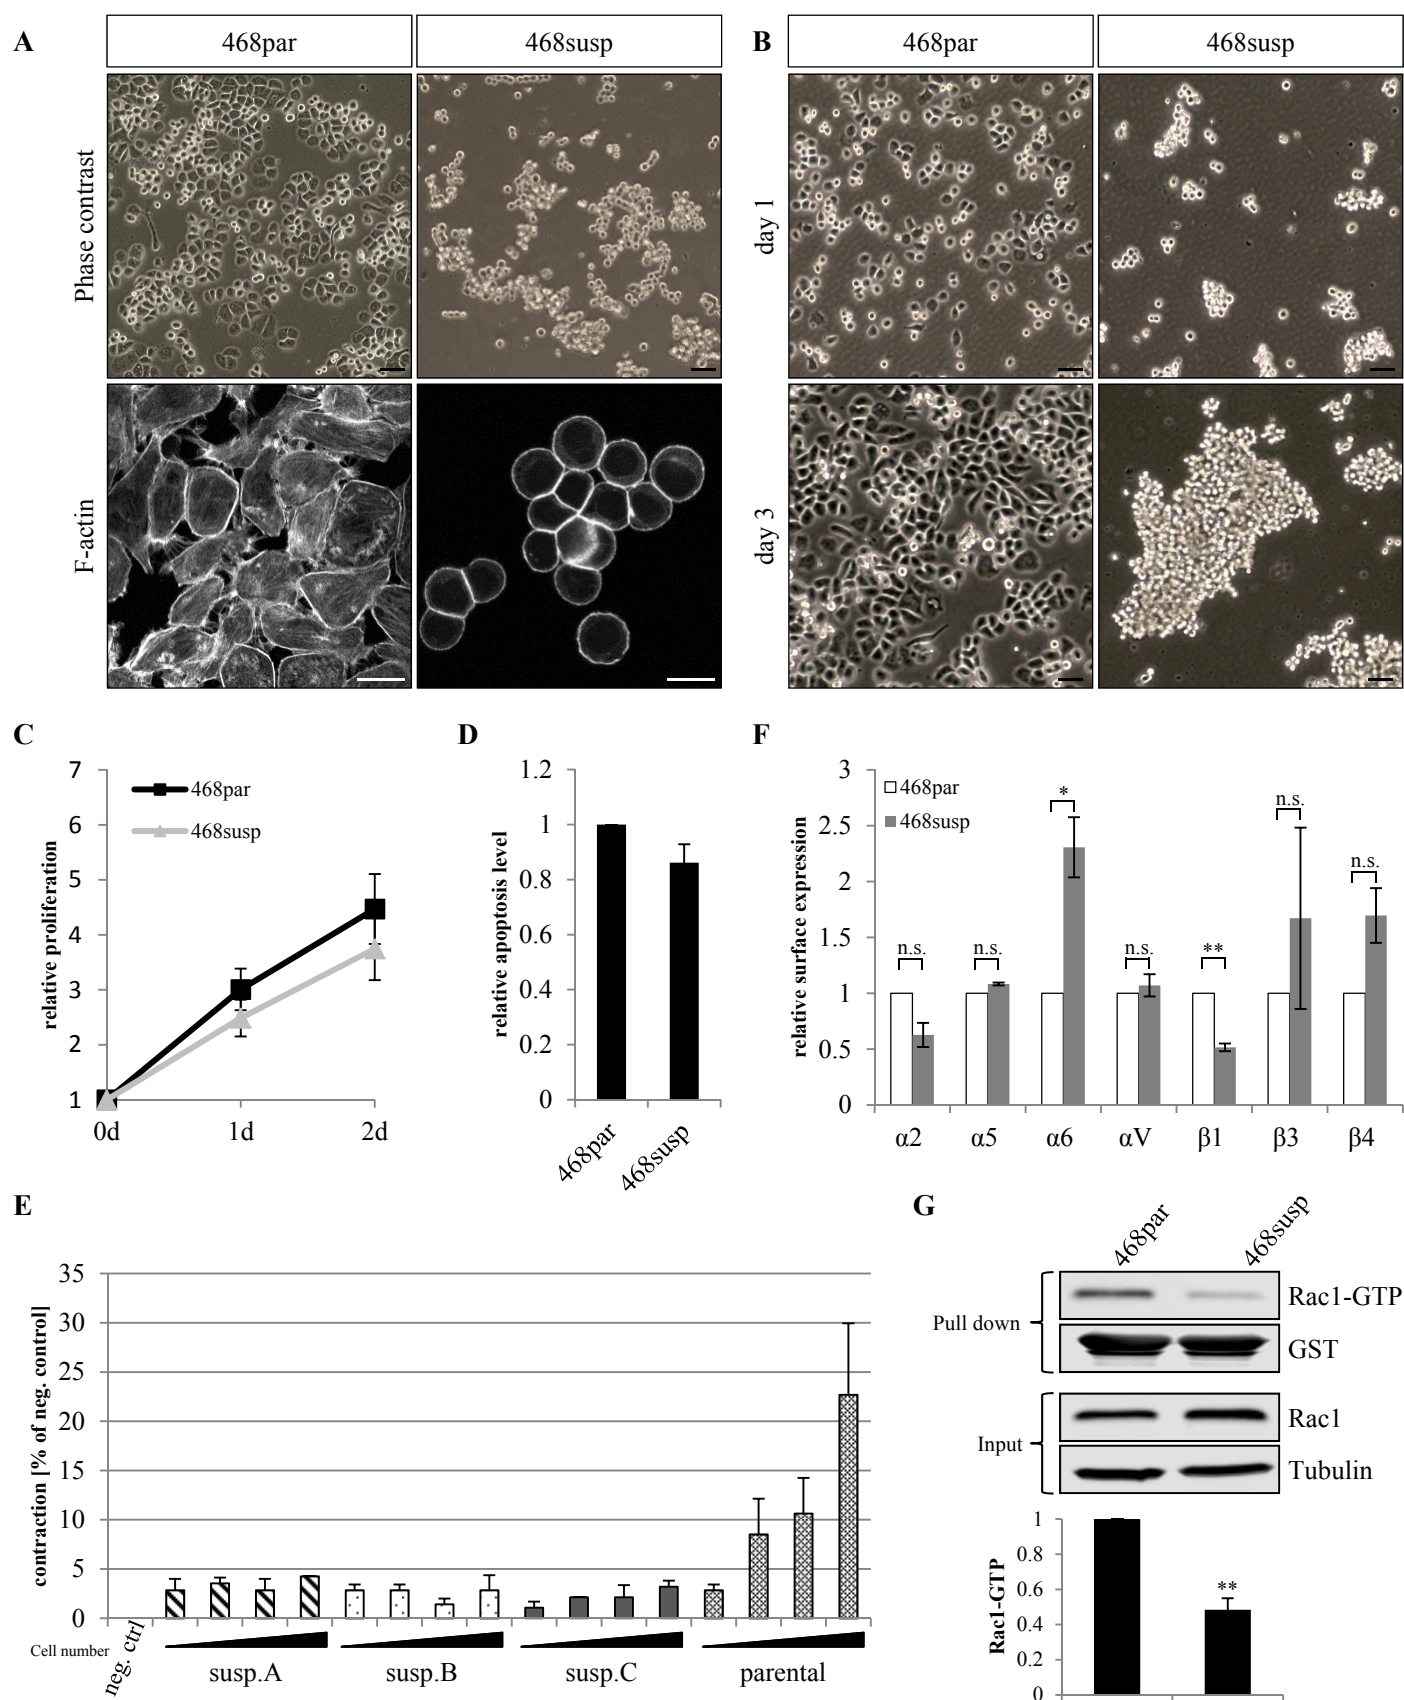 A
468par
468susp
Phase contrast
F-actin
B
468par
468susp
day 1
day 3
C
7
6
5
4
3
2
1
relative proliferation
468par
468susp
0d
1d
2d
D
1.2
1
0.8
0.6
0.4
0.2
0
relative apoptosis level
468par
468susp
F
3
2.5
2
1.5
1
0.5
0
relative surface expression
468par
468susp
n.s.
n.s.
*
n.s.
**
n.s.
n.s.
α2
α5
α6
αV
β1
β3
β4
E
35
30
25
20
15
10
5
0
contraction [% of neg. control]
Cell number
neg. ctrl
susp.A
susp.B
susp.C
parental
G
468par
468susp
Pull down
Rac1-GTP
GST
Input
Rac1
Tubulin
1
0.8
0.6
0.4
0.2
0
Rac1-GTP
**